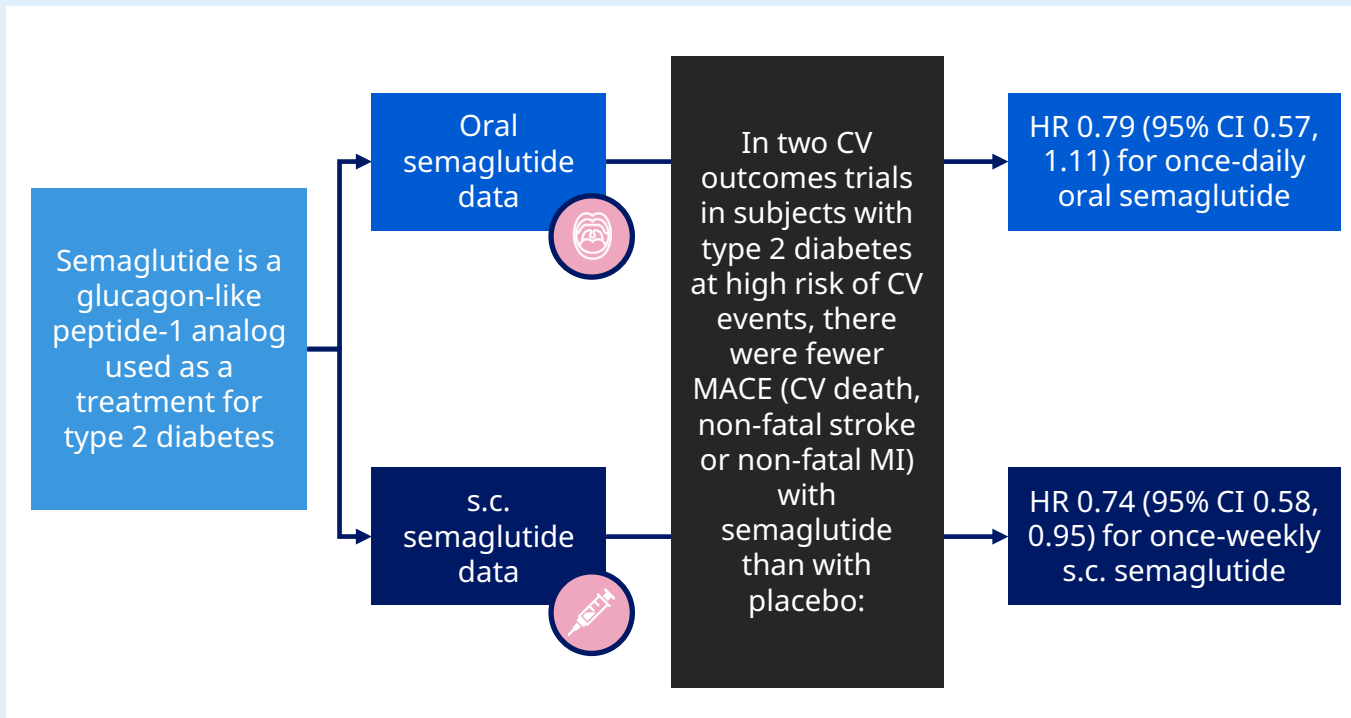 Semaglutide is a
glucagon-like
peptide-1 analog
used as a
treatment for
type 2 diabetes
Oral
semaglutide
data
s.c.
semaglutide
data
In two CV
outcomes trials
in subjects with
type 2 diabetes
at high risk of CV
events, there
were fewer
MACE (CV death,
non-fatal stroke
or non-fatal MI)
with
semaglutide
than with
placebo:
HR 0.79 (95% CI 0.57,
1.11) for once-daily
oral semaglutide
HR 0.74 (95% CI 0.58,
0.95) for once-weekly
s.c. semaglutide